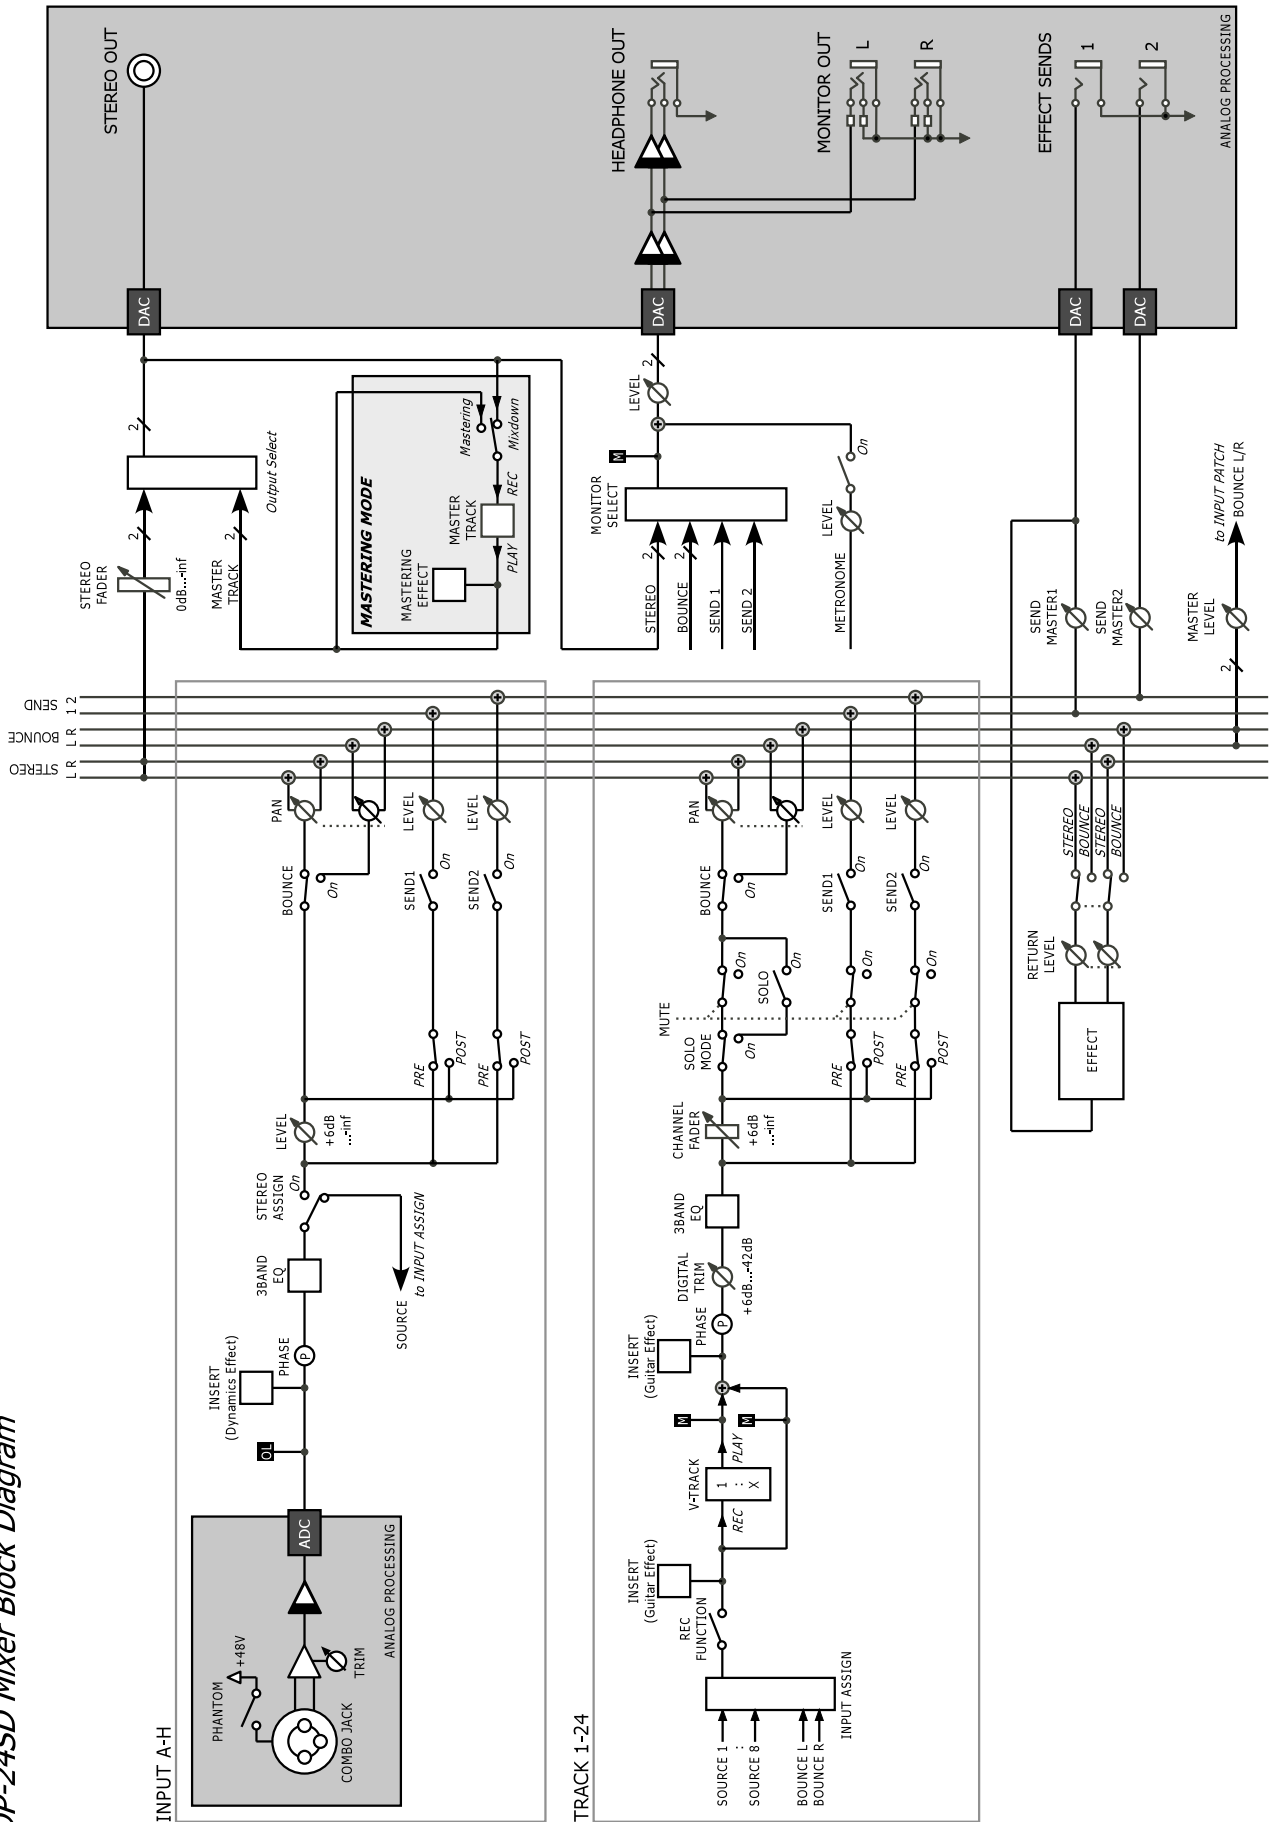 DP-24SD Mixer Block Diagram
INPUT A-H
COMBO JACK
PHANTOM
+48V
TRIM
ANALOG PROCESSING
ADC
OL
INSERT
(Dynamics Effect)
PHASE
P
3BAND
EQ
SOURCE
to INPUT ASSIGN
STEREO
ASSIGN
On
LEVEL
+6dB
...-inf
PRE
POST
PRE
POST
BOUNCE
On
SEND1
On
SEND2
On
PAN
LEVEL
LEVEL
TRACK 1-24
SOURCE 1
:
SOURCE 8
BOUNCE L
BOUNCE R
INPUT ASSIGN
REC
FUNCTION
INSERT
(Guitar Effect)
REC
V-TRACK
1
:
X
PLAY
M
M
INSERT
(Guitar Effect)
PHASE
P
DIGITAL
TRIM
+6dB...-42dB
3BAND
EQ
CHANNEL
FADER
+6dB
...-inf
SOLO
MODE
On
MUTE
SOLO
On
On
PRE
POST
On
PRE
POST
On
BOUNCE
On
SEND1
On
SEND2
On
PAN
LEVEL
LEVEL
EFFECT
RETURN
LEVEL
STEREO
BOUNCE
STEREO
BOUNCE
STEREO
L R
BOUNCE
L R
SEND
1 2
STEREO
FADER
0dB...-inf
2
MASTER
TRACK
2
Output Select
2
MASTERING MODE
MASTERING
EFFECT
MASTER
TRACK
PLAY
REC
Mastering
Mixdown
STEREO
2
BOUNCE
2
SEND 1
SEND 2
MONITOR
SELECT
M
METRONOME
LEVEL
On
LEVEL
2
SEND
MASTER1
SEND
MASTER2
MASTER
LEVEL
2
to INPUT PATCH
BOUNCE L/R
DAC
DAC
DAC
DAC
STEREO OUT
HEADPHONE OUT
MONITOR OUT
L
R
EFFECT SENDS
1
2
ANALOG PROCESSING